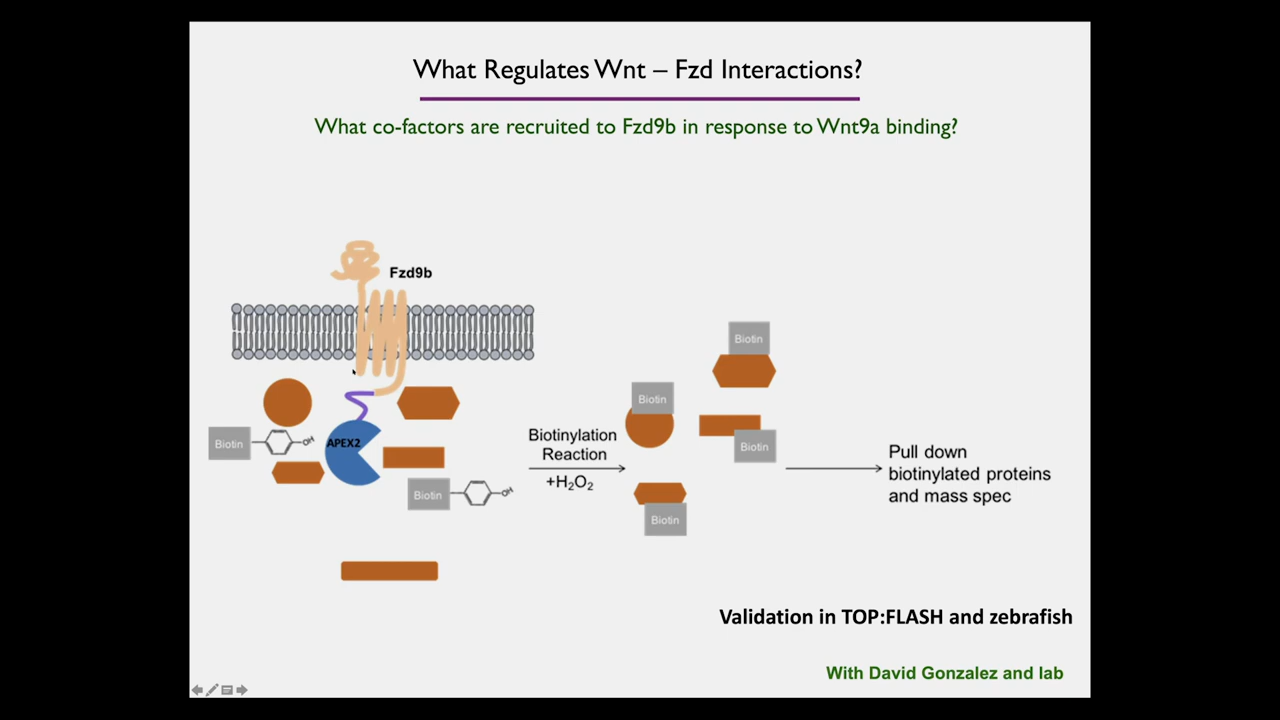 What Regulates Wnt – Fzd Interactions?
What co-factors are recruited to Fzd9b in response to Wnt9a binding?
Fzd9b
Biotin
OH
APEX2
Biotin
OH
Biotinylation
Reaction
+H₂O₂
Biotin
Biotin
Biotin
Biotin
Pull down
biotinylated proteins
and mass spec
Validation in TOP:FLASH and zebrafish
With David Gonzalez and lab